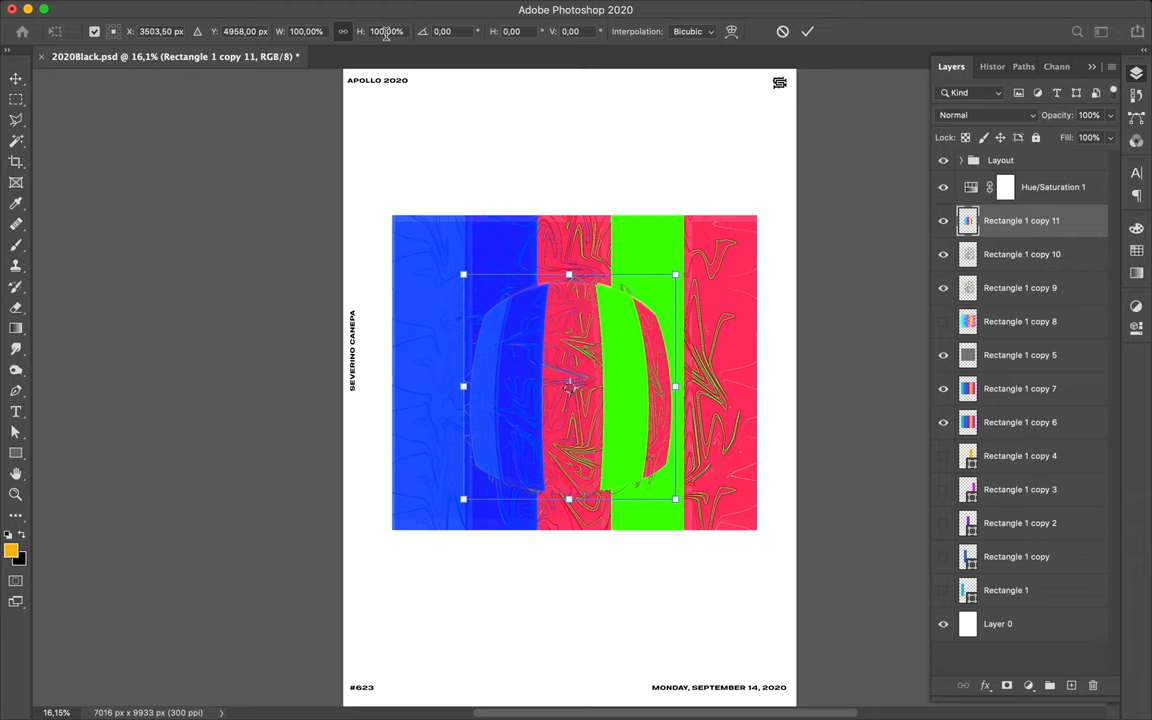 Adobe Photoshop 2020
X: 3503,50 px Y: 4958,00 px W: 100,00% H: 100,00% 0,00 ° H: 0,00 ° V: 0,00 ° Interpolation: Bicubic
× 2020Black.psd @ 16,1% (Rectangle 1 copy 11, RGB/8) *
Layers Histor Paths Chann
Kind
Normal Opacity: 100%
Lock: Fill: 100%
Layout
Hue/Saturation 1
Rectangle 1 copy 11
Rectangle 1 copy 10
Rectangle 1 copy 9
Rectangle 1 copy 8
Rectangle 1 copy 5
Rectangle 1 copy 7
Rectangle 1 copy 6
Rectangle 1 copy 4
Rectangle 1 copy 3
Rectangle 1 copy 2
Rectangle 1 copy
Rectangle 1
Layer 0
APOLLO 2020
SEVERINO CANEPA
#623 MONDAY, SEPTEMBER 14, 2020
16,15% 7016 px x 9933 px (300 ppi)